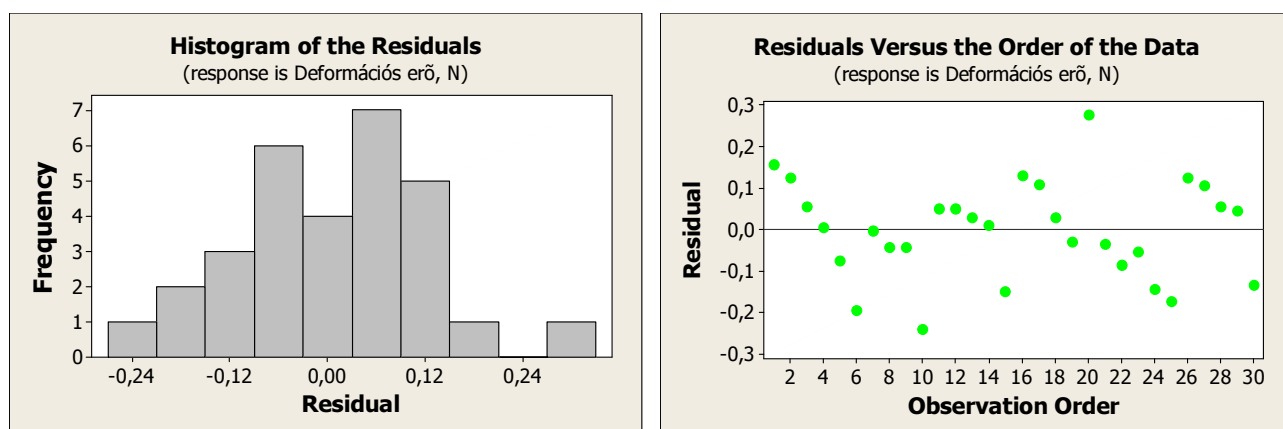 Histogram of the Residuals
(response is Deformációs erõ, N)
Frequency
7
6
5
4
3
2
1
0
-0,24 -0,12 0,00 0,12 0,24
Residual
Residuals Versus the Order of the Data
(response is Deformációs erõ, N)
Residual
0,3
0,2
0,1
0,0
-0,1
-0,2
-0,3
2 4 6 8 10 12 14 16 18 20 22 24 26 28 30
Observation Order